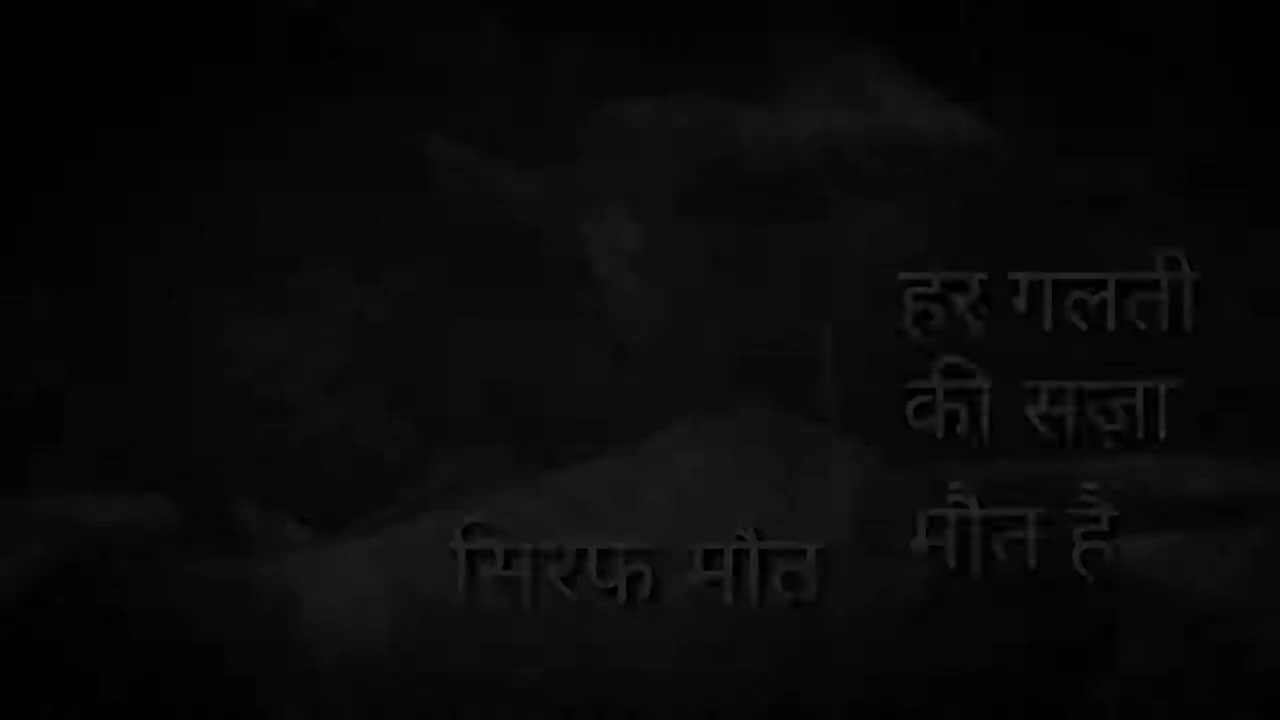 हर गलती
की सज़ा
मौत है
सिरफ मौत